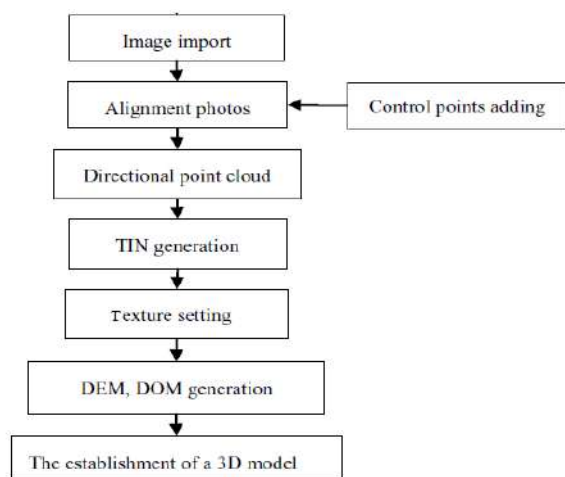 Image import
Alignment photos
Control points adding
Directional point cloud
TIN generation
Texture setting
DEM, DOM generation
The establishment of a 3D model